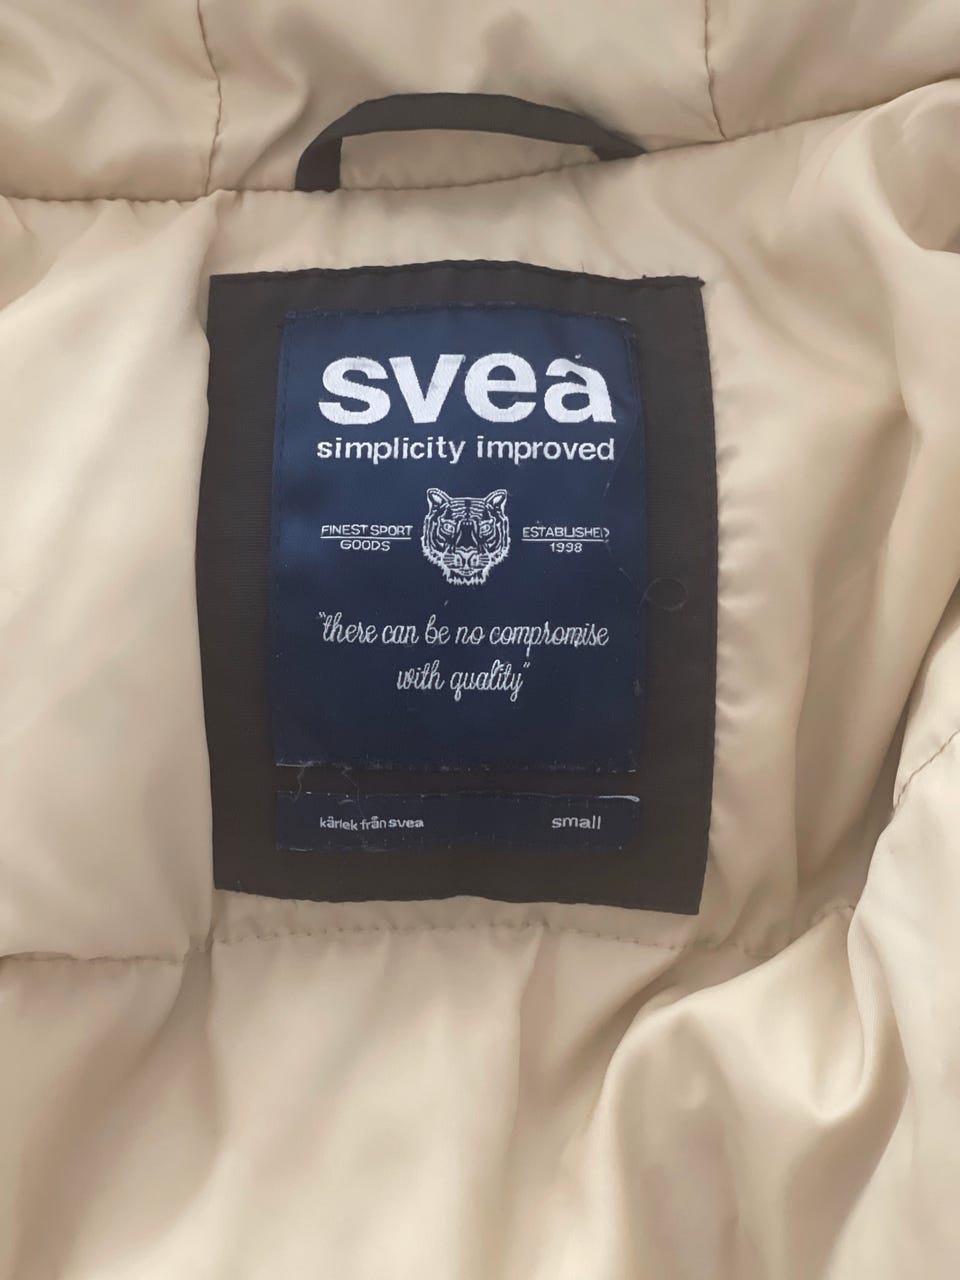 svea
simplicity improved
FINEST SPORT
GOODS
ESTABLISHED
1998
"there can be no compromise
with quality"
kärlek från svea
small